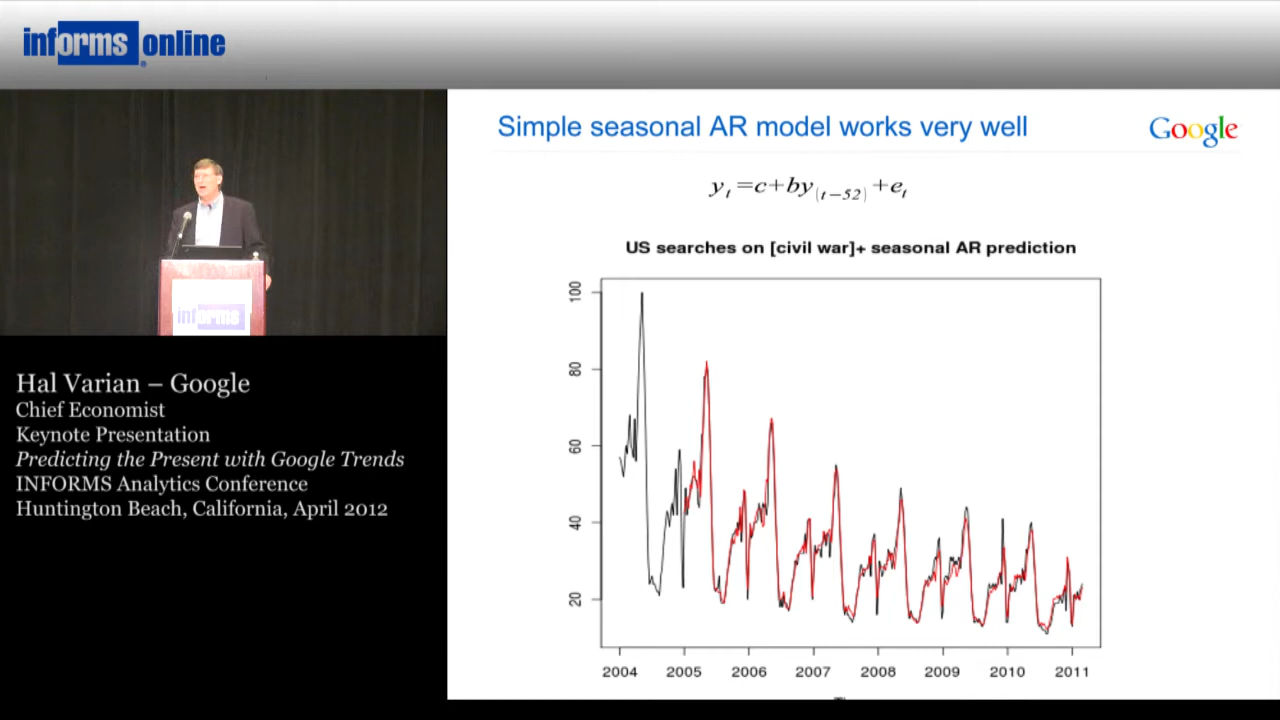 informs online
®
Simple seasonal AR model works very well
Google
y_t=c+by_(t−52)+e_t
US searches on [civil war]+ seasonal AR prediction
100
80
60
40
20
2004 2005 2006 2007 2008 2009 2010 2011
informs
Hal Varian – Google
Chief Economist
Keynote Presentation
Predicting the Present with Google Trends
INFORMS Analytics Conference
Huntington Beach, California, April 2012